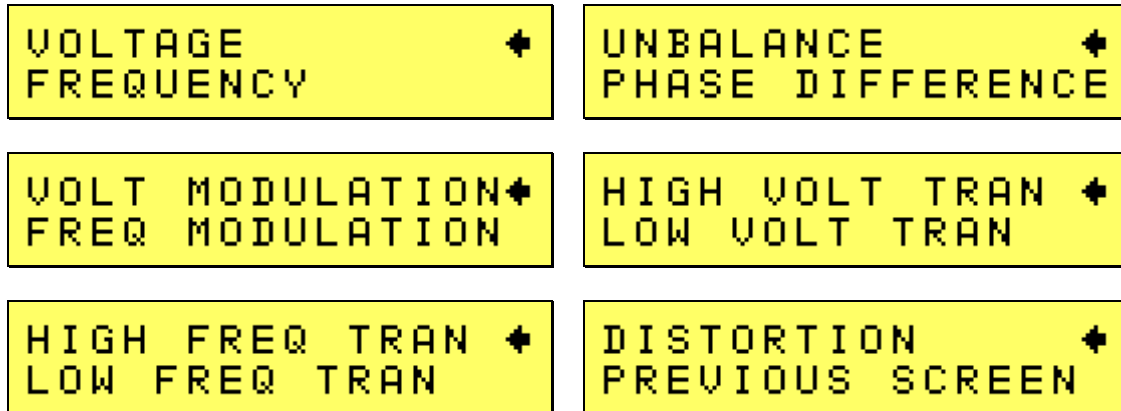 VOLTAGE
FREQUENCY
UNBALANCE
PHASE DIFFERENCE
VOLT MODULATION
FREQ MODULATION
HIGH VOLT TRAN
LOW VOLT TRAN
HIGH FREQ TRAN
LOW FREQ TRAN
DISTORTION
PREVIOUS SCREEN